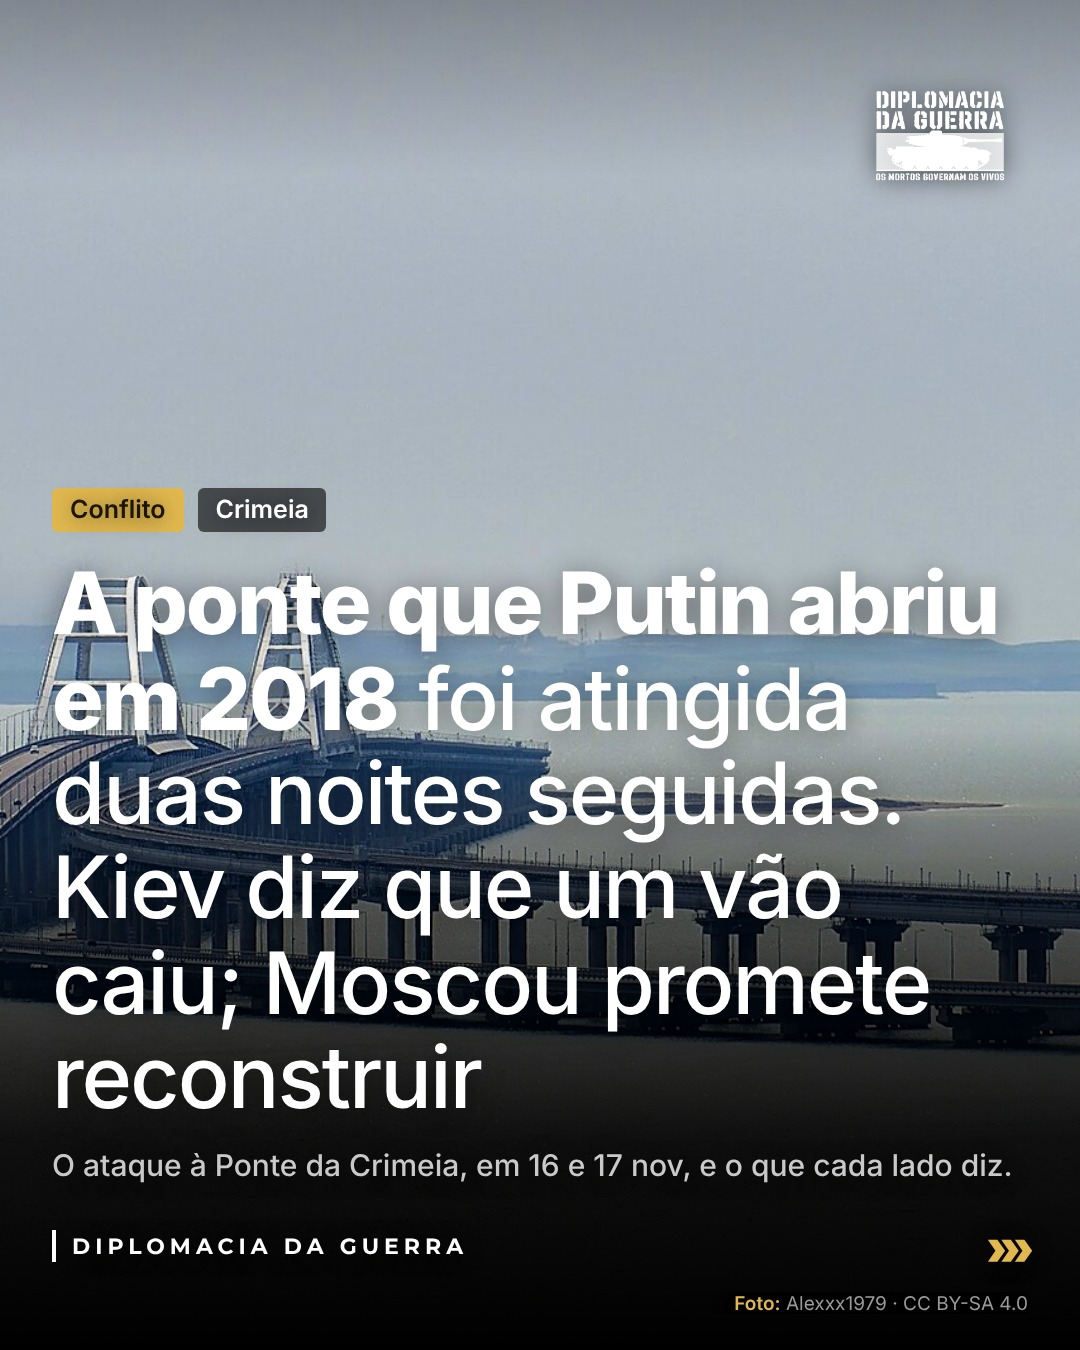 DIPLOMACIA
DA GUERRA
OS MORTOS GOVERNAM OS VIVOS
Conflito
Crimeia
A ponte que Putin abriu
em 2018 foi atingida
duas noites seguidas.
Kiev diz que um vão
caiu; Moscou promete
reconstruir
O ataque à Ponte da Crimeia, em 16 e 17 nov, e o que cada lado diz.
DIPLOMACIA DA GUERRA
Foto: Alexxx1979 · CC BY-SA 4.0